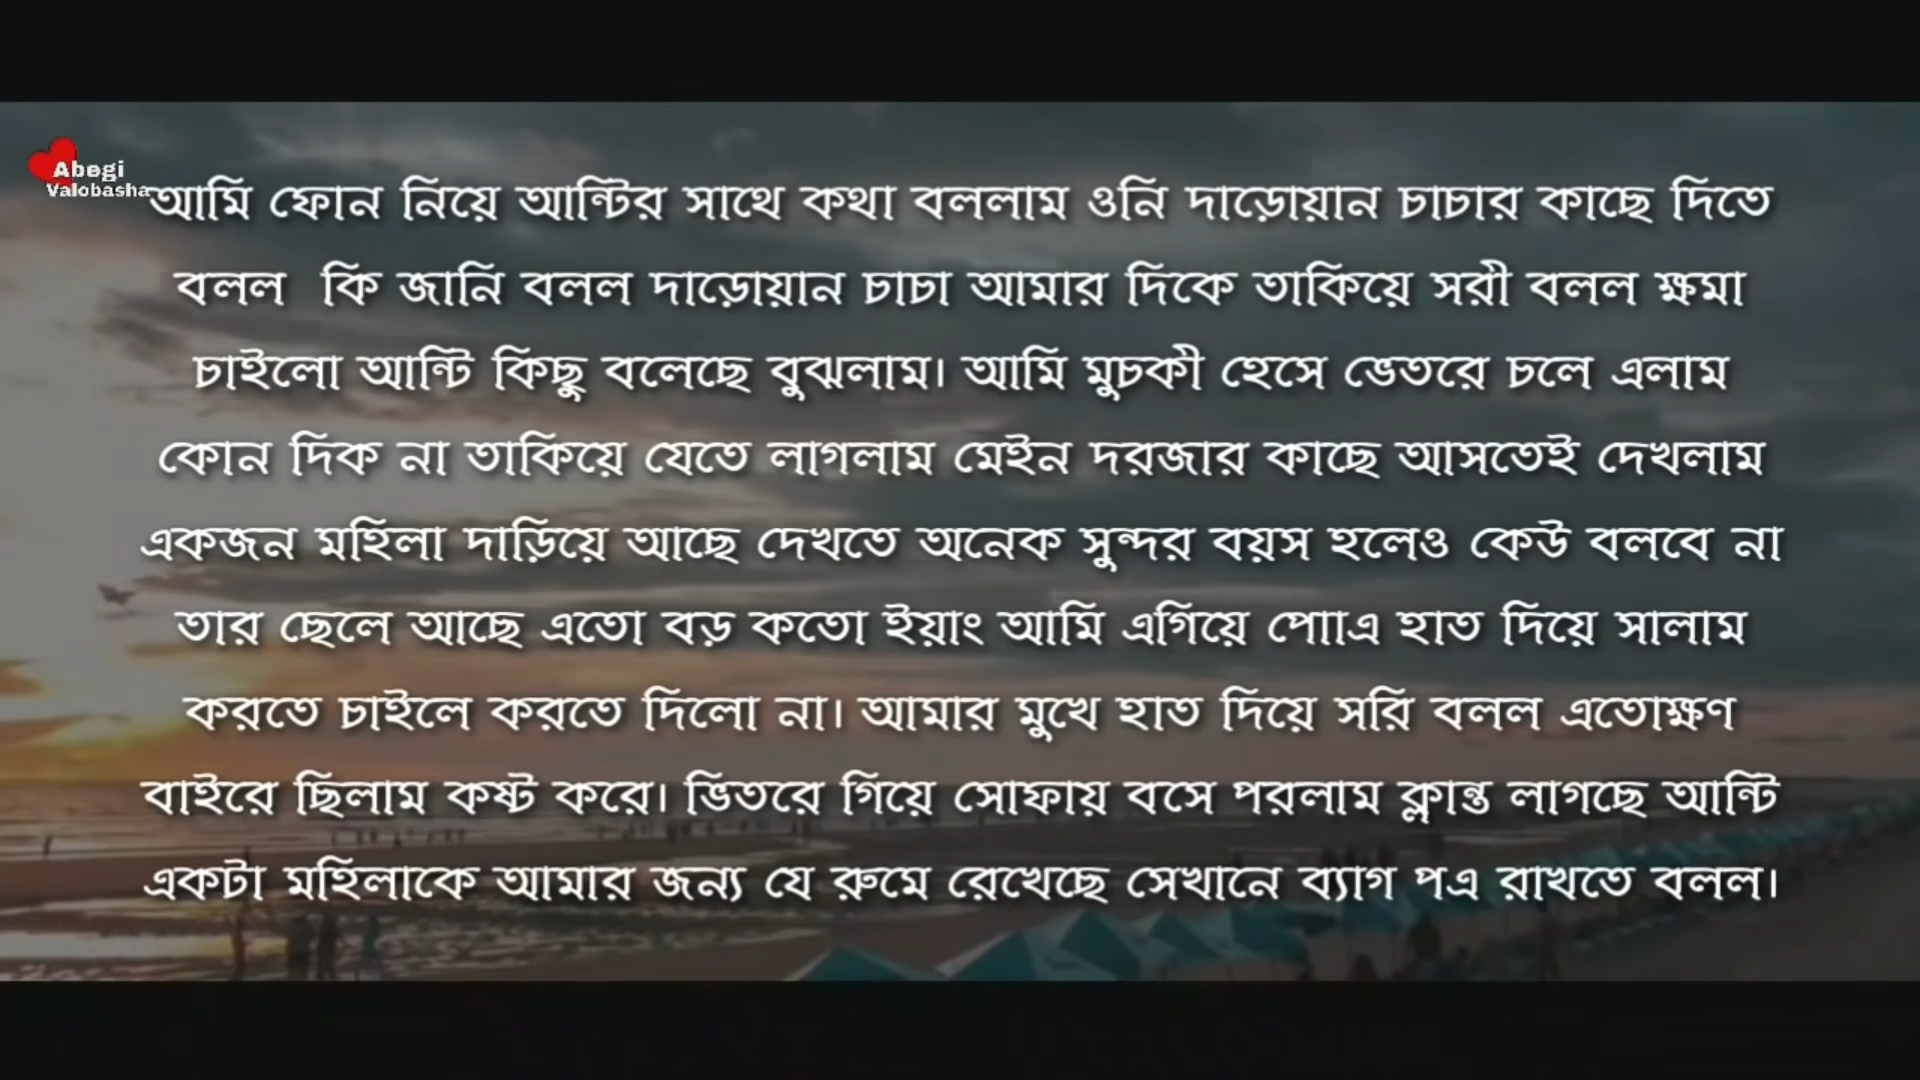 Abegi
Valobasha
আমি ফোন নিয়ে আন্টির সাথে কথা বললাম ওনি দাড়োয়ান চাচার কাছে দিতে
বলল কি জানি বলল দাড়োয়ান চাচা আমার দিকে তাকিয়ে সরী বলল ক্ষমা
চাইলো আন্টি কিছু বলেছে বুঝলাম। আমি মুচকী হেসে ভেতরে চলে এলাম
কোন দিক না তাকিয়ে যেতে লাগলাম মেইন দরজার কাছে আসতেই দেখলাম
একজন মহিলা দাড়িয়ে আছে দেখতে অনেক সুন্দর বয়স হলেও কেউ বলবে না
তার ছেলে আছে এতো বড় কতো ইয়াং আমি এগিয়ে পোাএ হাত দিয়ে সালাম
করতে চাইলে করতে দিলো না। আমার মুখে হাত দিয়ে সরি বলল এতোক্ষণ
বাইরে ছিলাম কষ্ট করে। ভিতরে গিয়ে সোফায় বসে পরলাম ক্লান্ত লাগছে আন্টি
একটা মহিলাকে আমার জন্য যে রুমে রেখেছে সেখানে ব্যাগ পএ রাখতে বলল।